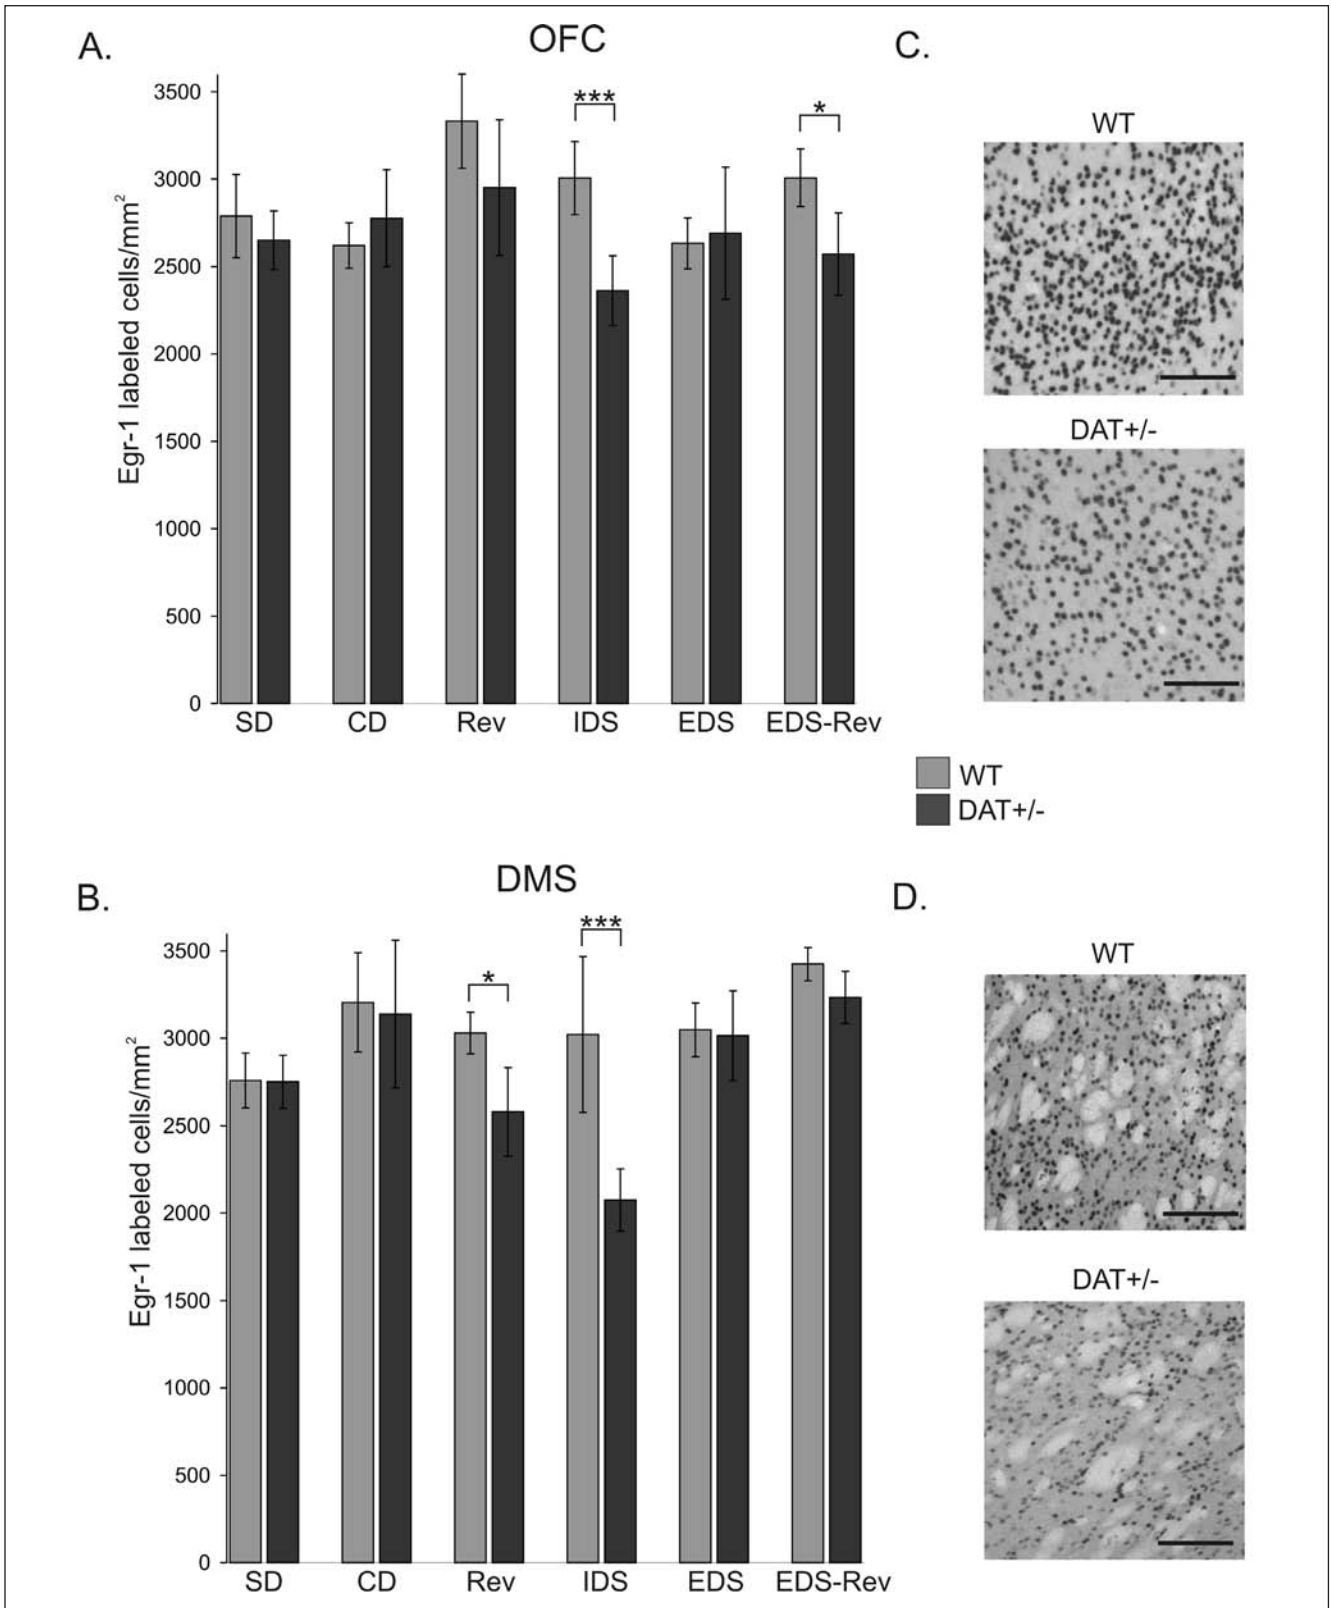 A.
OFC
3500
3000
2500
2000
1500
1000
500
0
Egr-1 labeled cells/mm²
***
*
SD CD Rev IDS EDS EDS-Rev
C.
WT
DAT+/-
WT
DAT+/-
B.
DMS
3500
3000
2500
2000
1500
1000
500
0
Egr-1 labeled cells/mm²
*
***
SD CD Rev IDS EDS EDS-Rev
D.
WT
DAT+/-